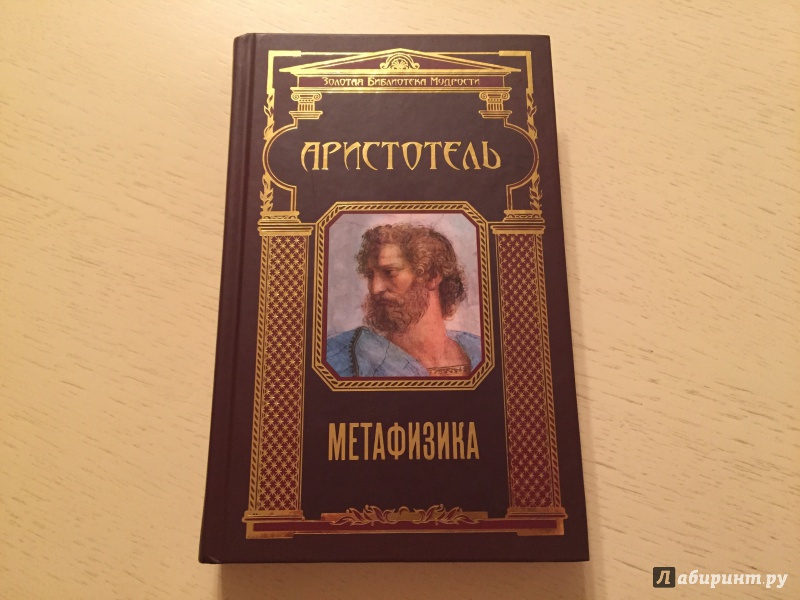 Золотая Библиотека Мудрости
АРИСТОТЕЛЬ
МЕТАФИЗИКА
Лабиринт.ру